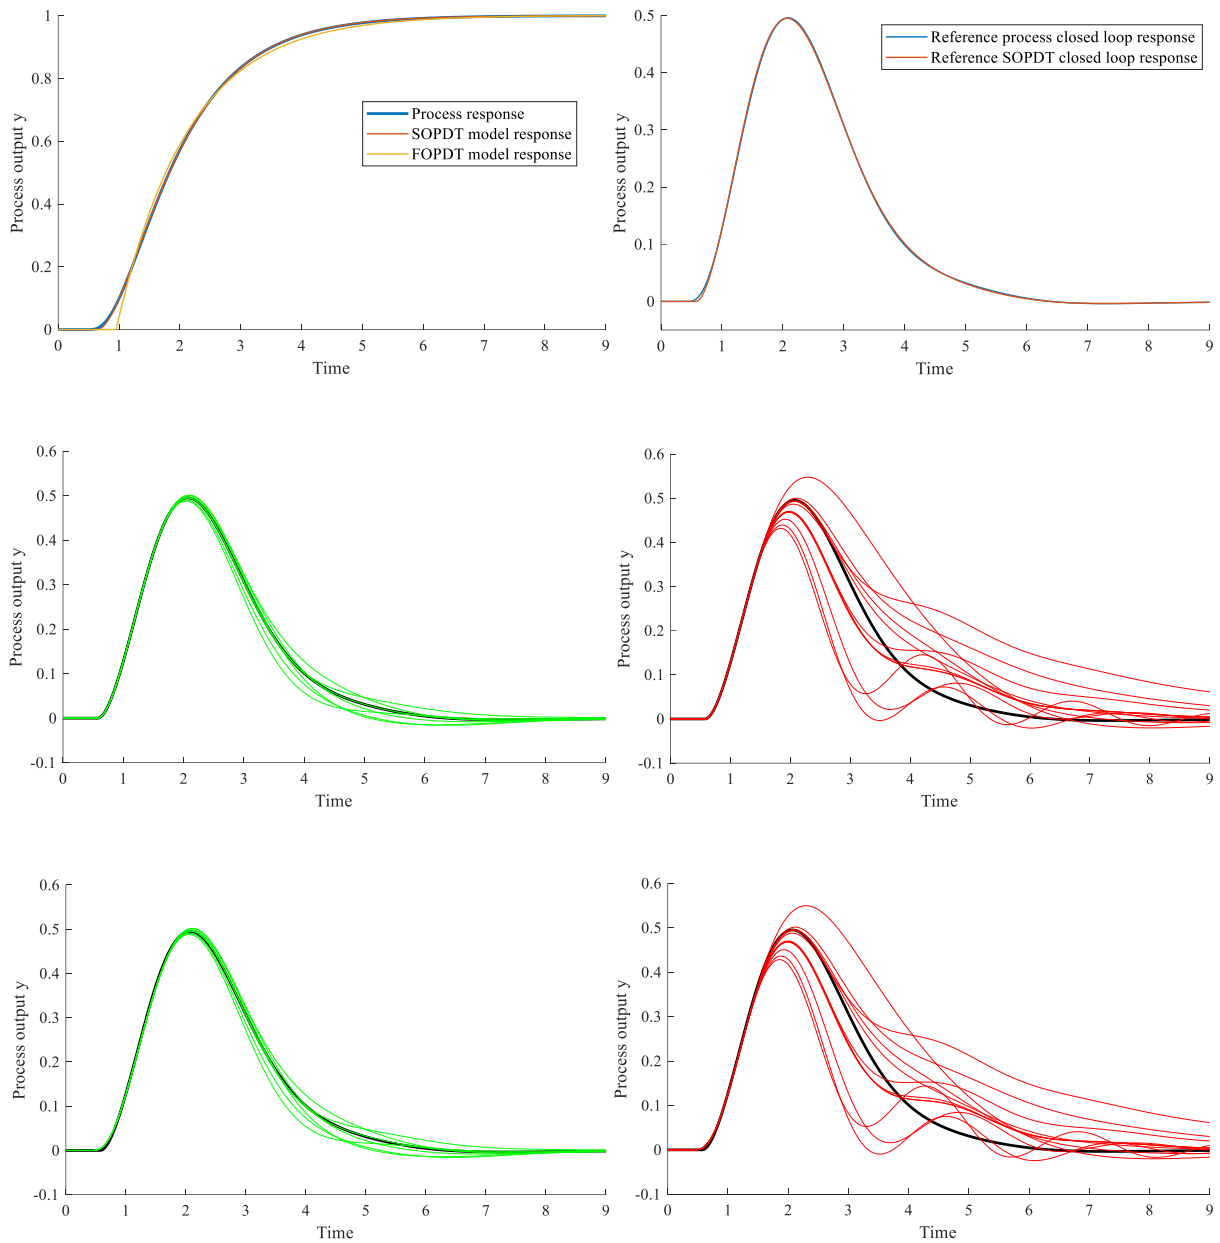 1
0.8
0.6
0.4
0.2
0
0 1 2 3 4 5 6 7 8 9
Time
Process output y
Process response
SOPDT model response
FOPDT model response
0.5
0.4
0.3
0.2
0.1
0
0 1 2 3 4 5 6 7 8 9
Time
Process output y
Reference process closed loop response
Reference SOPDT closed loop response
0.6
0.5
0.4
0.3
0.2
0.1
0
-0.1
0 1 2 3 4 5 6 7 8 9
Time
Process output y
0.6
0.5
0.4
0.3
0.2
0.1
0
-0.1
0 1 2 3 4 5 6 7 8 9
Time
Process output y
0.6
0.5
0.4
0.3
0.2
0.1
0
-0.1
0 1 2 3 4 5 6 7 8 9
Time
Process output y
0.6
0.5
0.4
0.3
0.2
0.1
0
-0.1
0 1 2 3 4 5 6 7 8 9
Time
Process output y